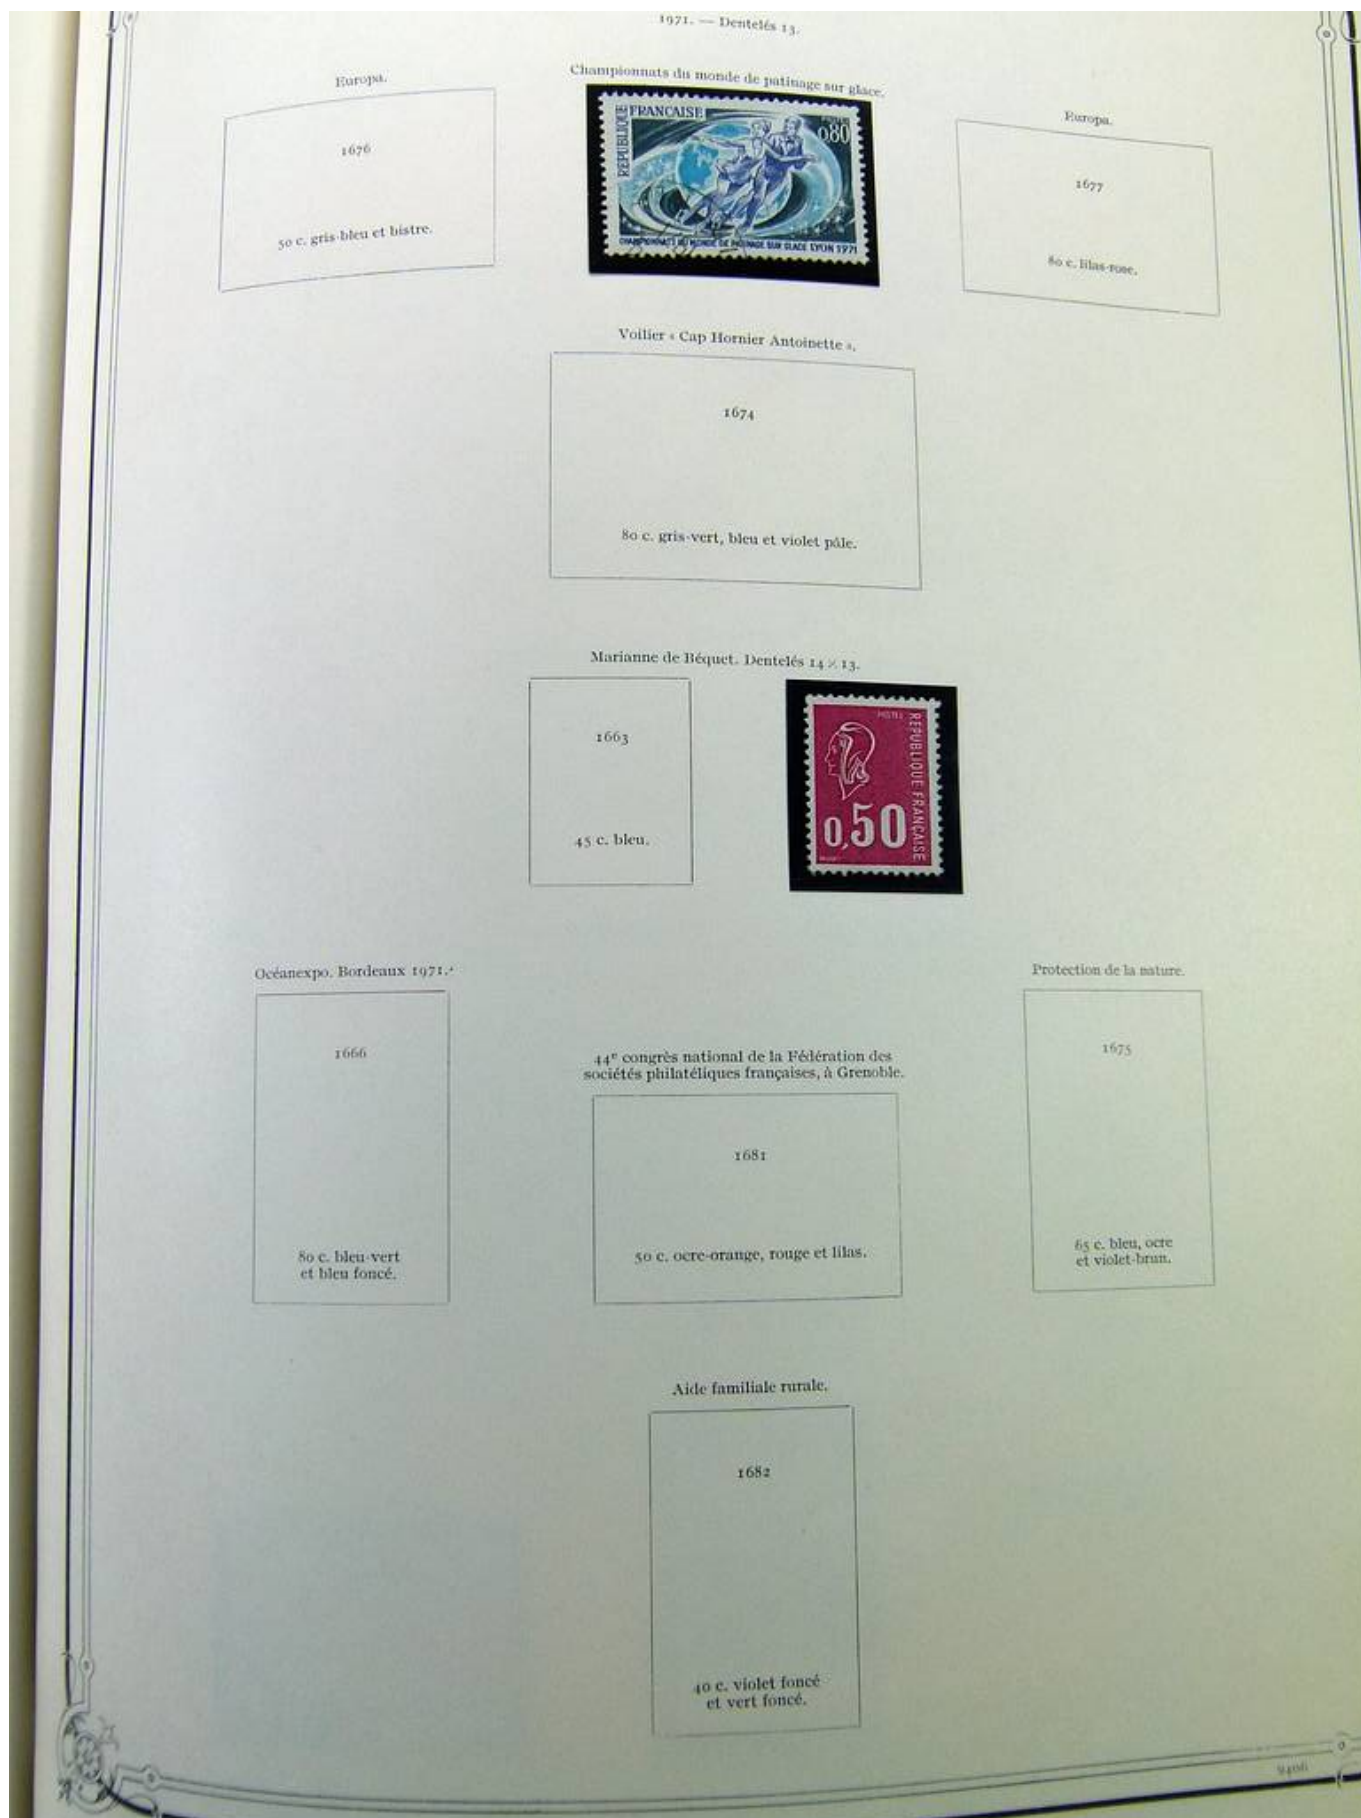 1971. — Dentelés 13.
Europa.
1676
50 c. gris-bleu et bistre.
Championnats du monde de patinage sur glace.
RÉPUBLIQUE
FRANÇAISE
POSTES
0,80
CHAMPIONNATS DU MONDE DE PATINAGE SUR GLACE LYON 1971
Europa.
1677
80 c. lilas-rose.
Voilier « Cap Hornier Antoinette ».
1674
80 c. gris-vert, bleu et violet pâle.
Marianne de Béquet. Dentelés 14 × 13.
1663
45 c. bleu.
POSTES
RÉPUBLIQUE FRANÇAISE
0,50
Océanexpo. Bordeaux 1971.
1666
80 c. bleu-vert
et bleu foncé.
44e congrès national de la Fédération des
sociétés philatéliques françaises, à Grenoble.
1681
50 c. ocre-orange, rouge et lilas.
Protection de la nature.
1675
65 c. bleu, ocre
et violet-brun.
Aide familiale rurale.
1682
40 c. violet foncé
et vert foncé.